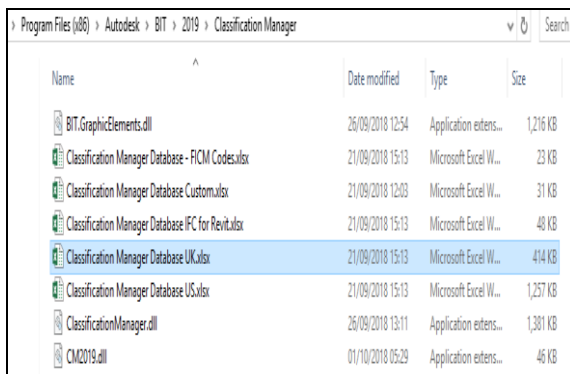 › Program Files (x86) › Autodesk › BIT › 2019 › Classification Manager Search
Name Date modified Type Size
BIT.GraphicElements.dll 26/09/2018 12:54 Application extens... 1,216 KB
Classification Manager Database - FICM Codes.xlsx 21/09/2018 15:13 Microsoft Excel W... 23 KB
Classification Manager Database Custom.xlsx 21/09/2018 12:03 Microsoft Excel W... 31 KB
Classification Manager Database IFC for Revit.xlsx 21/09/2018 15:13 Microsoft Excel W... 48 KB
Classification Manager Database UK.xlsx 21/09/2018 15:13 Microsoft Excel W... 414 KB
Classification Manager Database US.xlsx 21/09/2018 15:13 Microsoft Excel W... 1,257 KB
ClassificationManager.dll 26/09/2018 13:11 Application extens... 1,381 KB
CM2019.dll 01/10/2018 05:29 Application extens... 46 KB